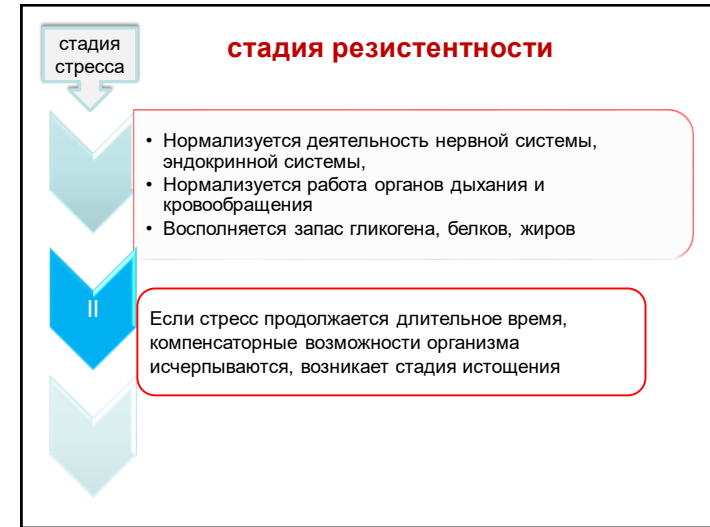 стадия
стресса
стадия резистентности
• Нормализуется деятельность нервной системы,
эндокринной системы,
• Нормализуется работа органов дыхания и
кровообращения
• Восполняется запас гликогена, белков, жиров
II
Если стресс продолжается длительное время,
компенсаторные возможности организма
исчерпываются, возникает стадия истощения